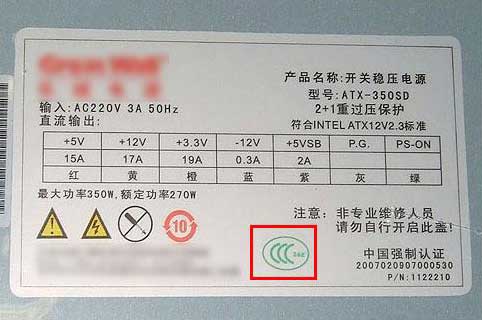 产品名称:开关稳压电源
型号:ATX-350SD
2+1重过压保护
符合INTEL ATX12V2.3标准
输入:AC220V 3A 50Hz
直流输出:
+5V +12V +3.3V -12V +5VSB P.G. PS-ON
15A 17A 19A 0.3A 2A
红 黄 橙 蓝 紫 灰 绿
最大功率350W,额定功率270W
10
注意: 非专业维修人员
请勿自行开启此盖!
CCC
中国强制认证
2007020907000530
P/N:1122210